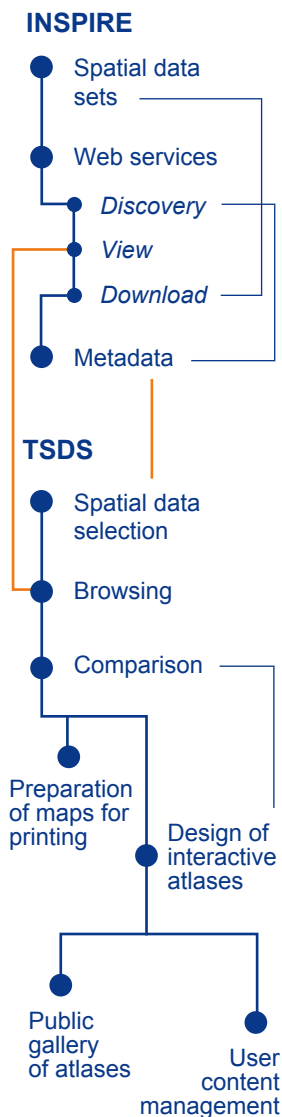 INSPIRE
Spatial data
sets
Web services
Discovery
View
Download
Metadata
TSDS
Spatial data
selection
Browsing
Comparison
Preparation
of maps for
printing
Design of
interactive
atlases
Public
gallery
of atlases
User
content
management